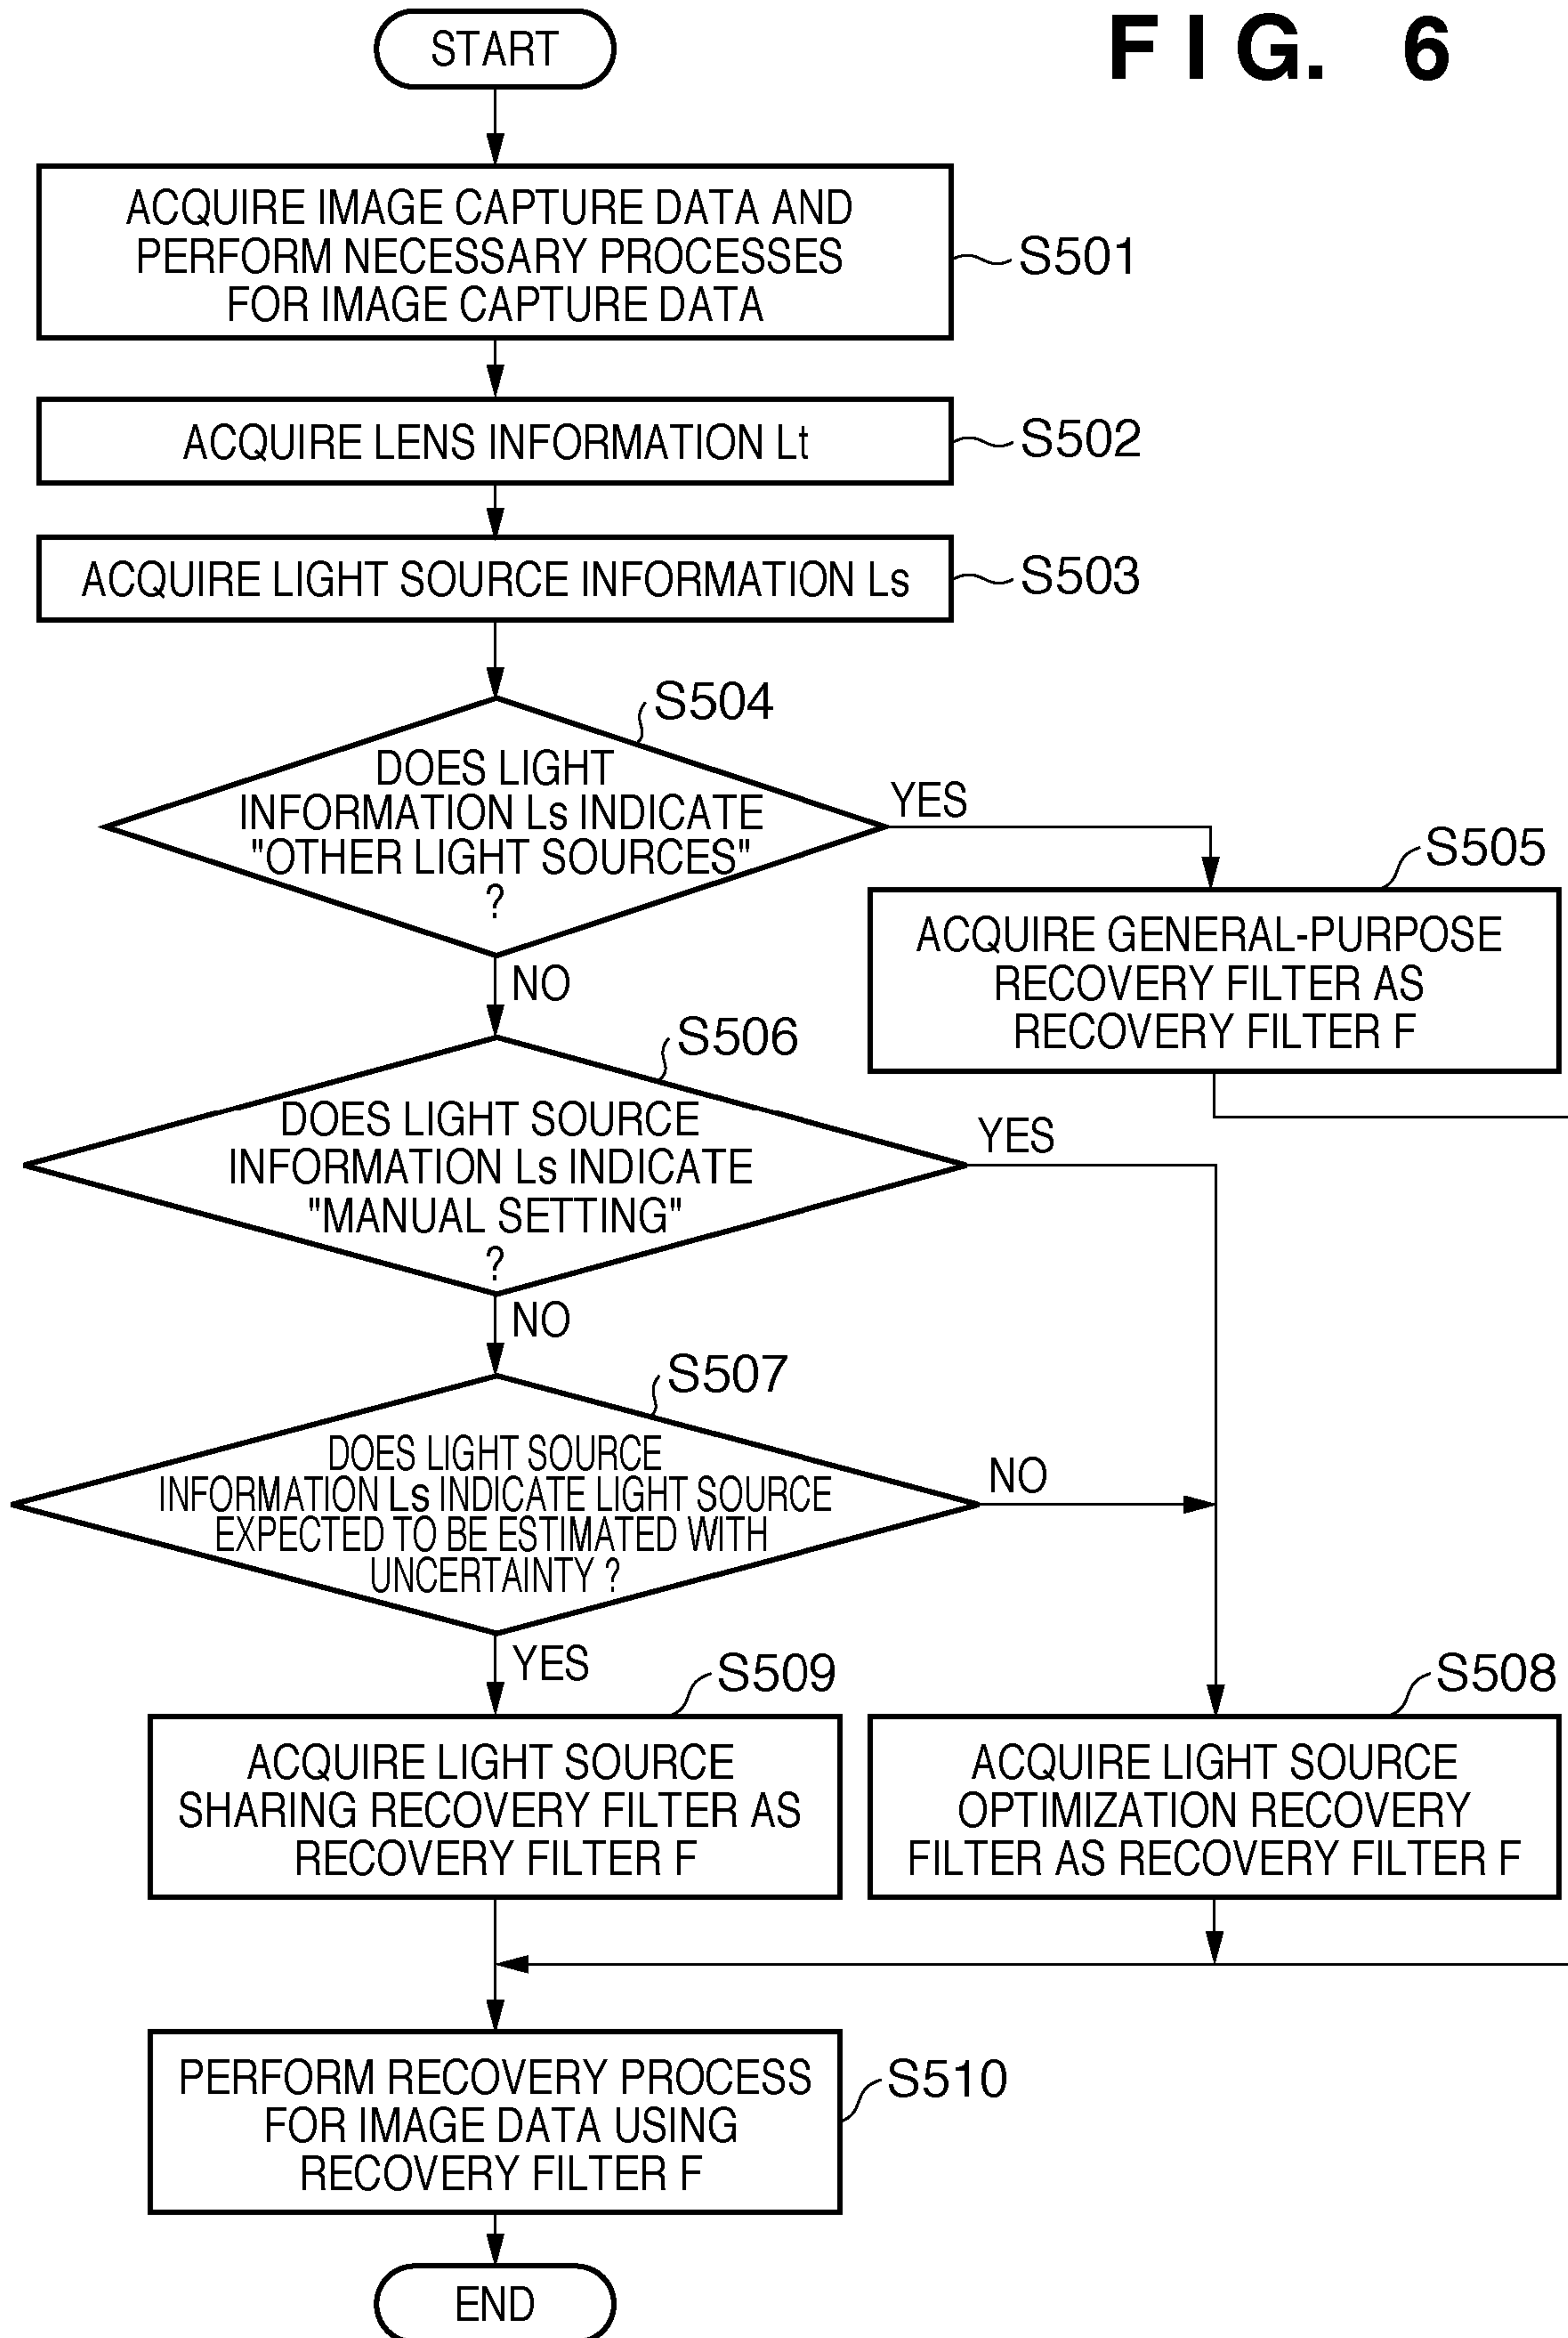 FIG. 6
START
ACQUIRE IMAGE CAPTURE DATA AND
PERFORM NECESSARY PROCESSES
FOR IMAGE CAPTURE DATA
S501
ACQUIRE LENS INFORMATION Lt
S502
ACQUIRE LIGHT SOURCE INFORMATION Ls
S503
S504
DOES LIGHT
INFORMATION Ls INDICATE
"OTHER LIGHT SOURCES"
?
YES
NO
S505
ACQUIRE GENERAL-PURPOSE
RECOVERY FILTER AS
RECOVERY FILTER F
S506
DOES LIGHT SOURCE
INFORMATION Ls INDICATE
"MANUAL SETTING"
?
YES
NO
S507
DOES LIGHT SOURCE
INFORMATION Ls INDICATE LIGHT SOURCE
EXPECTED TO BE ESTIMATED WITH
UNCERTAINTY ?
NO
YES
S509
ACQUIRE LIGHT SOURCE
SHARING RECOVERY FILTER AS
RECOVERY FILTER F
S508
ACQUIRE LIGHT SOURCE
OPTIMIZATION RECOVERY
FILTER AS RECOVERY FILTER F
PERFORM RECOVERY PROCESS
FOR IMAGE DATA USING
RECOVERY FILTER F
S510
END